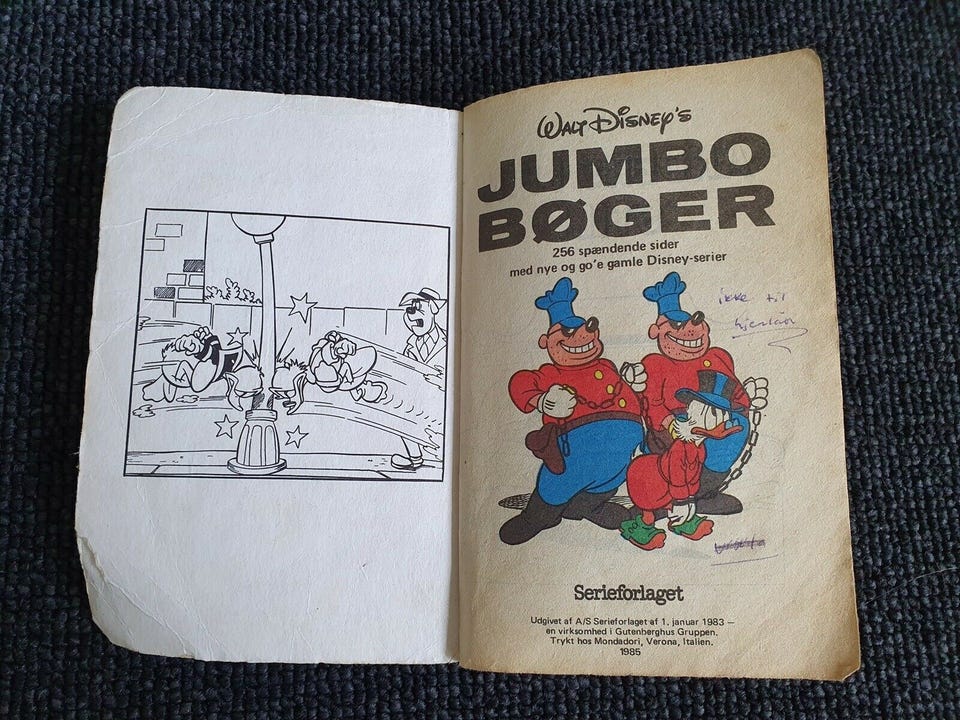 WALT DISNEY'S
JUMBO
BØGER
256 spændende sider
med nye og go'e gamle Disney-serier
ikke til
Serieforlaget
Udgivet af A/S Serieforlaget af 1. januar 1983 —
en virksomhed i Gutenberghus Gruppen.
Trykt hos Mondadori, Verona, Italien.
1985